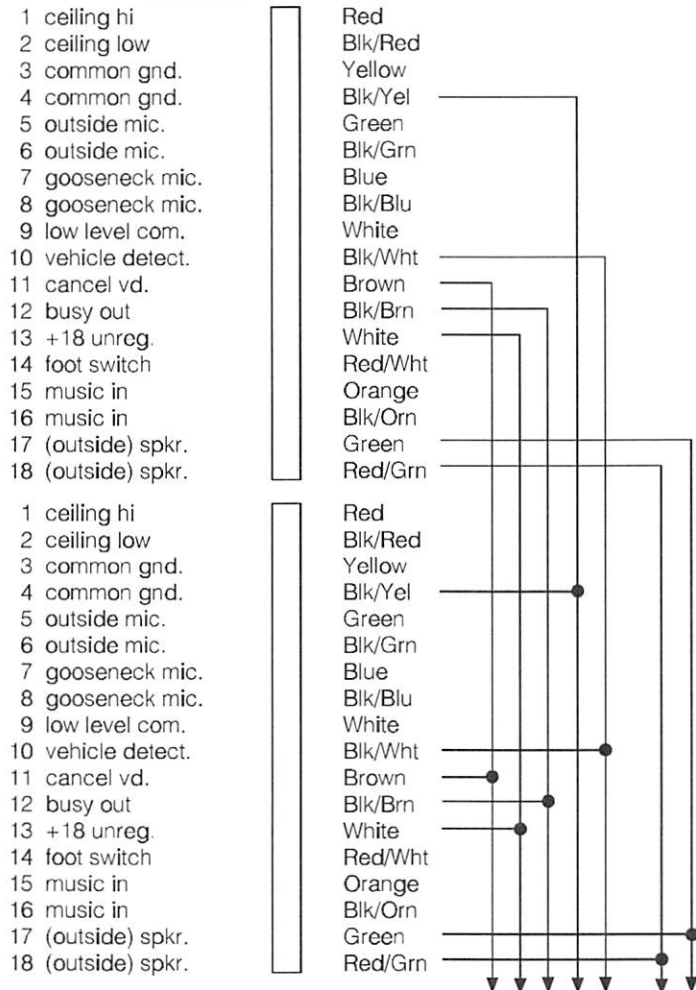 1 ceiling hi Red
2 ceiling low Blk/Red
3 common gnd. Yellow
4 common gnd. Blk/Yel
5 outside mic. Green
6 outside mic. Blk/Grn
7 gooseneck mic. Blue
8 gooseneck mic. Blk/Blu
9 low level com. White
10 vehicle detect. Blk/Wht
11 cancel vd. Brown
12 busy out Blk/Brn
13 +18 unreg. White
14 foot switch Red/Wht
15 music in Orange
16 music in Blk/Orn
17 (outside) spkr. Green
18 (outside) spkr. Red/Grn
1 ceiling hi Red
2 ceiling low Blk/Red
3 common gnd. Yellow
4 common gnd. Blk/Yel
5 outside mic. Green
6 outside mic. Blk/Grn
7 gooseneck mic. Blue
8 gooseneck mic. Blk/Blu
9 low level com. White
10 vehicle detect. Blk/Wht
11 cancel vd. Brown
12 busy out Blk/Brn
13 +18 unreg. White
14 foot switch Red/Wht
15 music in Orange
16 music in Blk/Orn
17 (outside) spkr. Green
18 (outside) spkr. Red/Grn